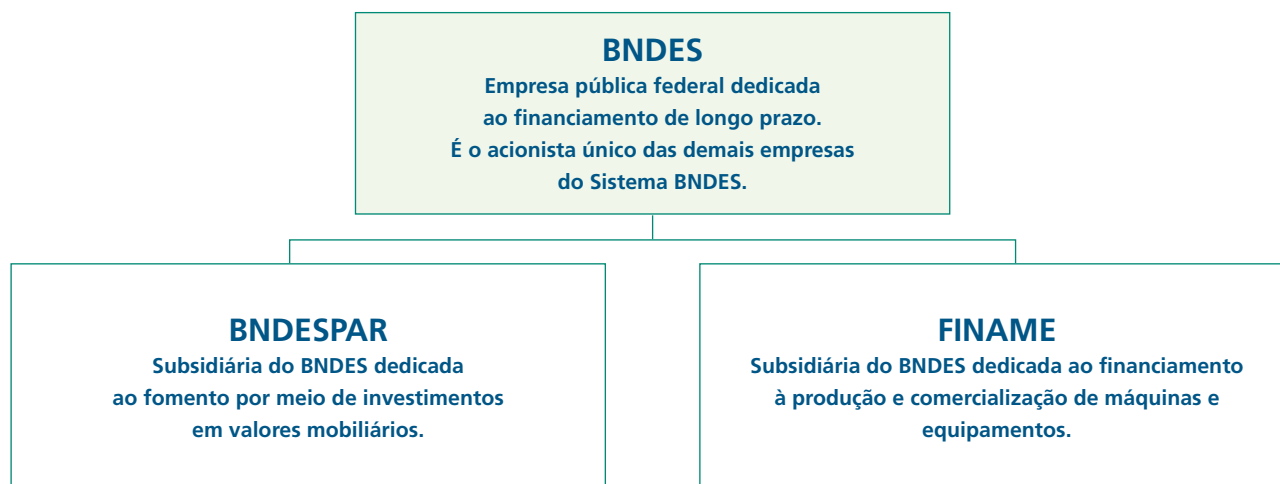 BNDES
Empresa pública federal dedicada
ao financiamento de longo prazo.
É o acionista único das demais empresas
do Sistema BNDES.
BNDESPAR
Subsidiária do BNDES dedicada
ao fomento por meio de investimentos
em valores mobiliários.
FINAME
Subsidiária do BNDES dedicada ao financiamento
à produção e comercialização de máquinas e
equipamentos.